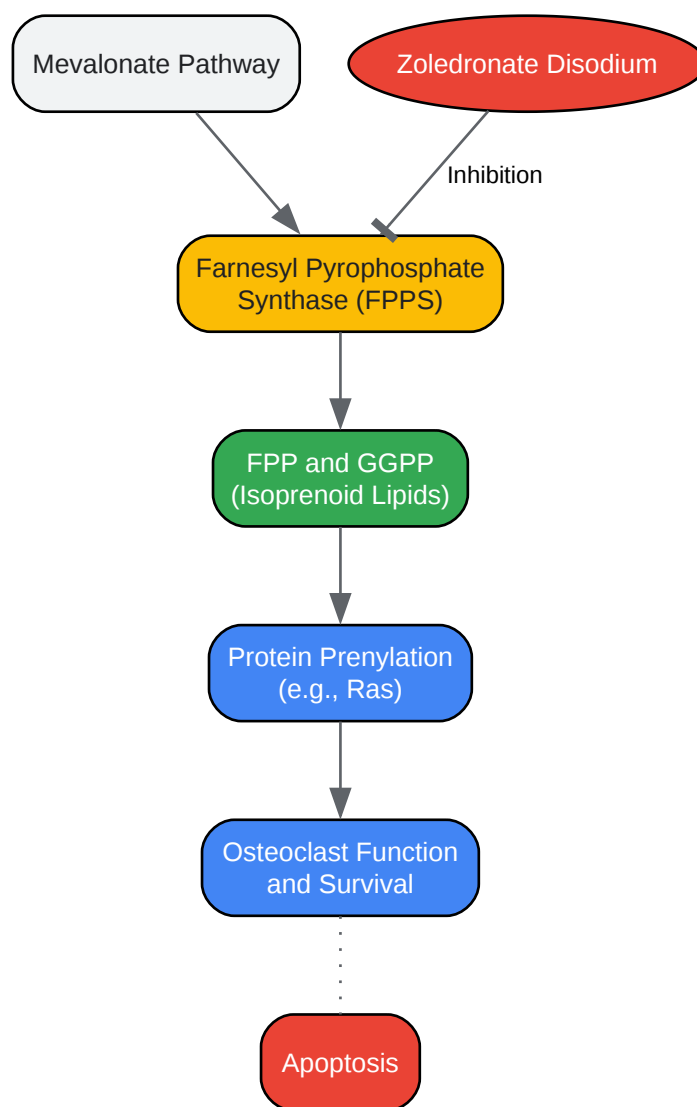 Mevalonate Pathway
Zoledronate Disodium
Inhibition
Farnesyl Pyrophosphate
Synthase (FPPS)
FPP and GGPP
(Isoprenoid Lipids)
Protein Prenylation
(e.g., Ras)
Osteoclast Function
and Survival
Apoptosis